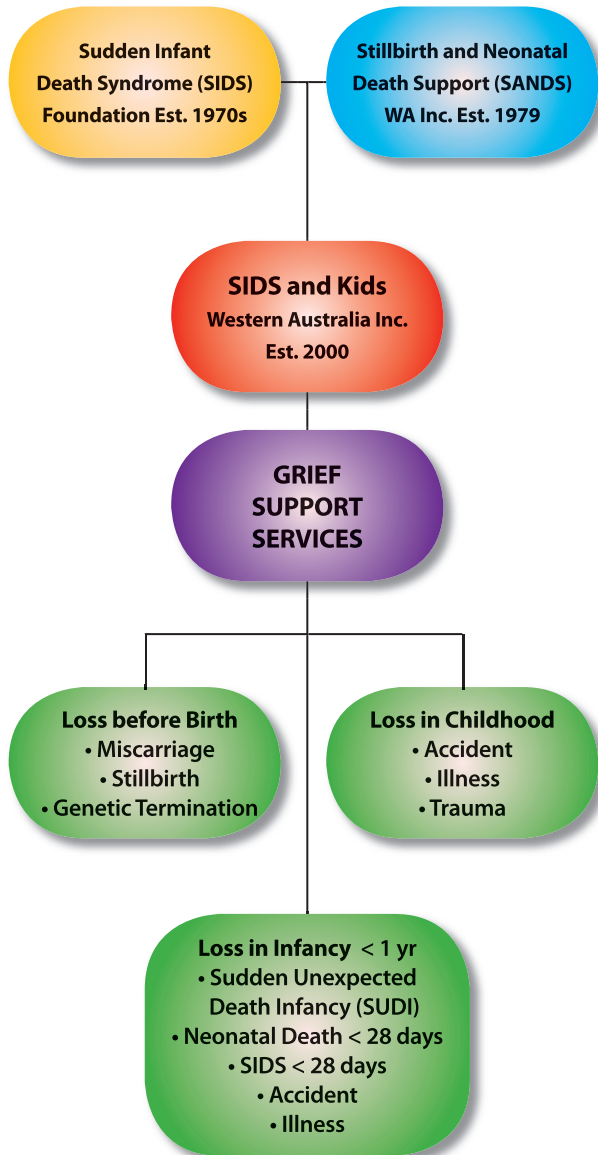 Sudden Infant
Death Syndrome (SIDS)
Foundation Est. 1970s
Stillbirth and Neonatal
Death Support (SANDS)
WA Inc. Est. 1979
SIDS and Kids
Western Australia Inc.
Est. 2000
GRIEF
SUPPORT
SERVICES
Loss before Birth
• Miscarriage
• Stillbirth
• Genetic Termination
Loss in Childhood
• Accident
• Illness
• Trauma
Loss in Infancy < 1 yr
• Sudden Unexpected
Death Infancy (SUDI)
• Neonatal Death < 28 days
• SIDS < 28 days
• Accident
• Illness